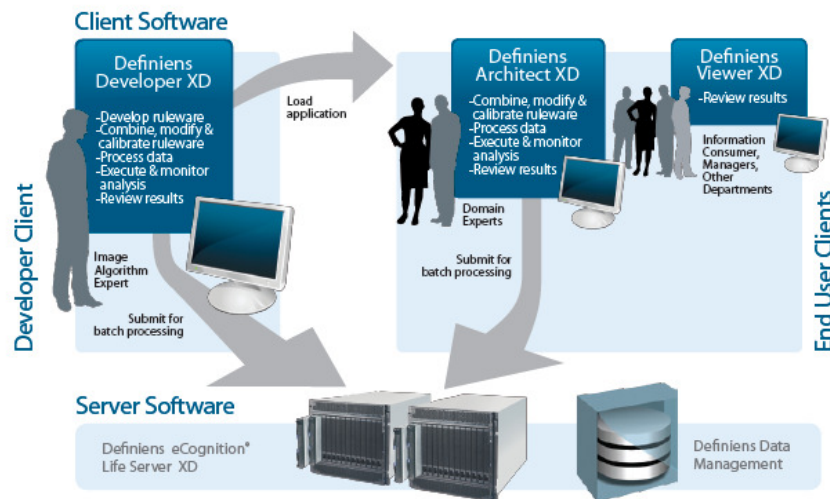 Client Software
Definiens
Developer XD
-Develop ruleware
-Combine, modify &
calibrate ruleware
-Process data
-Execute & monitor
analysis
-Review results
Load
application
Definiens
Architect XD
-Combine, modify &
calibrate ruleware
-Process data
-Execute & monitor
analysis
-Review results
Definiens
Viewer XD
-Review results
Information
Consumer,
Managers,
Other
Departments
Domain
Experts
Image
Algorithm
Expert
Submit for
batch processing
Submit for
batch processing
Developer Client
End User Clients
Server Software
Definiens eCognition®
Life Server XD
Definiens Data
Management